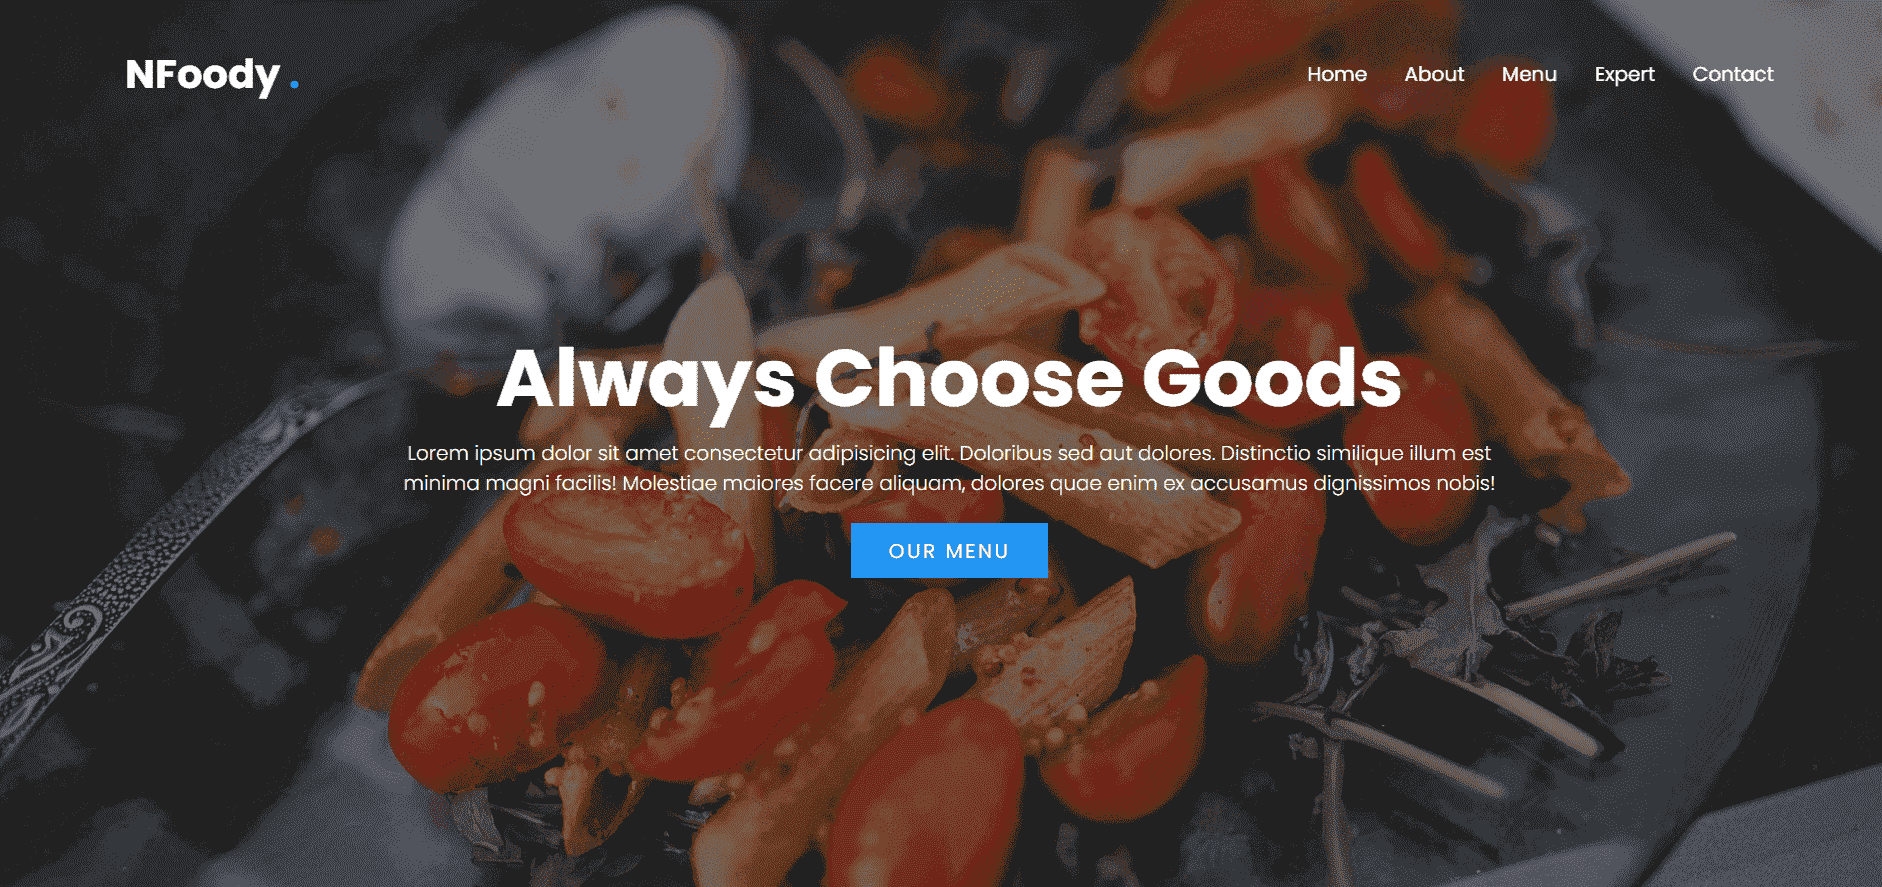 NFoody .
Home About Menu Expert Contact
Always Choose Goods
Lorem ipsum dolor sit amet consectetur adipisicing elit. Doloribus sed aut dolores. Distinctio similique illum est
minima magni facilis! Molestiae maiores facere aliquam, dolores quae enim ex accusamus dignissimos nobis!
OUR MENU